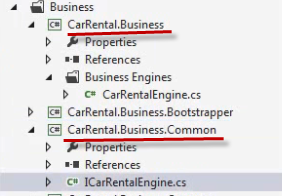 Business
CarRental.Business
Properties
References
Business Engines
CarRentalEngine.cs
CarRental.Business.Bootstrapper
CarRental.Business.Common
Properties
References
ICarRentalEngine.cs